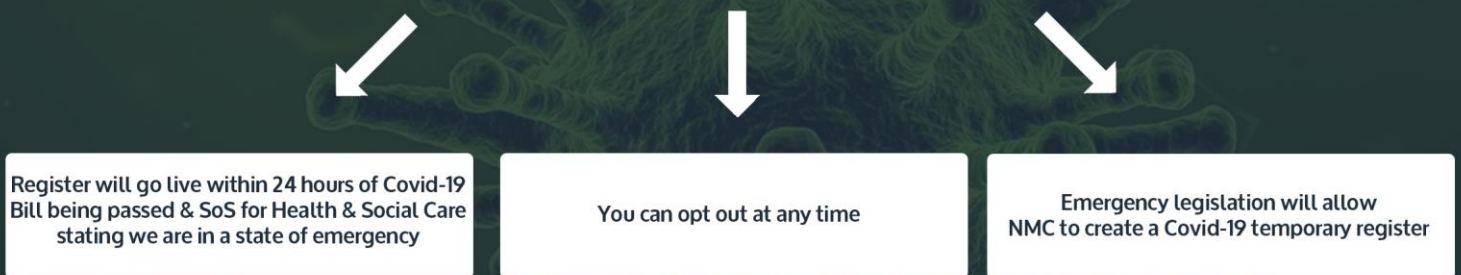 Register will go live within 24 hours of Covid-19
Bill being passed & SoS for Health & Social Care
stating we are in a state of emergency
You can opt out at any time
Emergency legislation will allow
NMC to create a Covid-19 temporary register